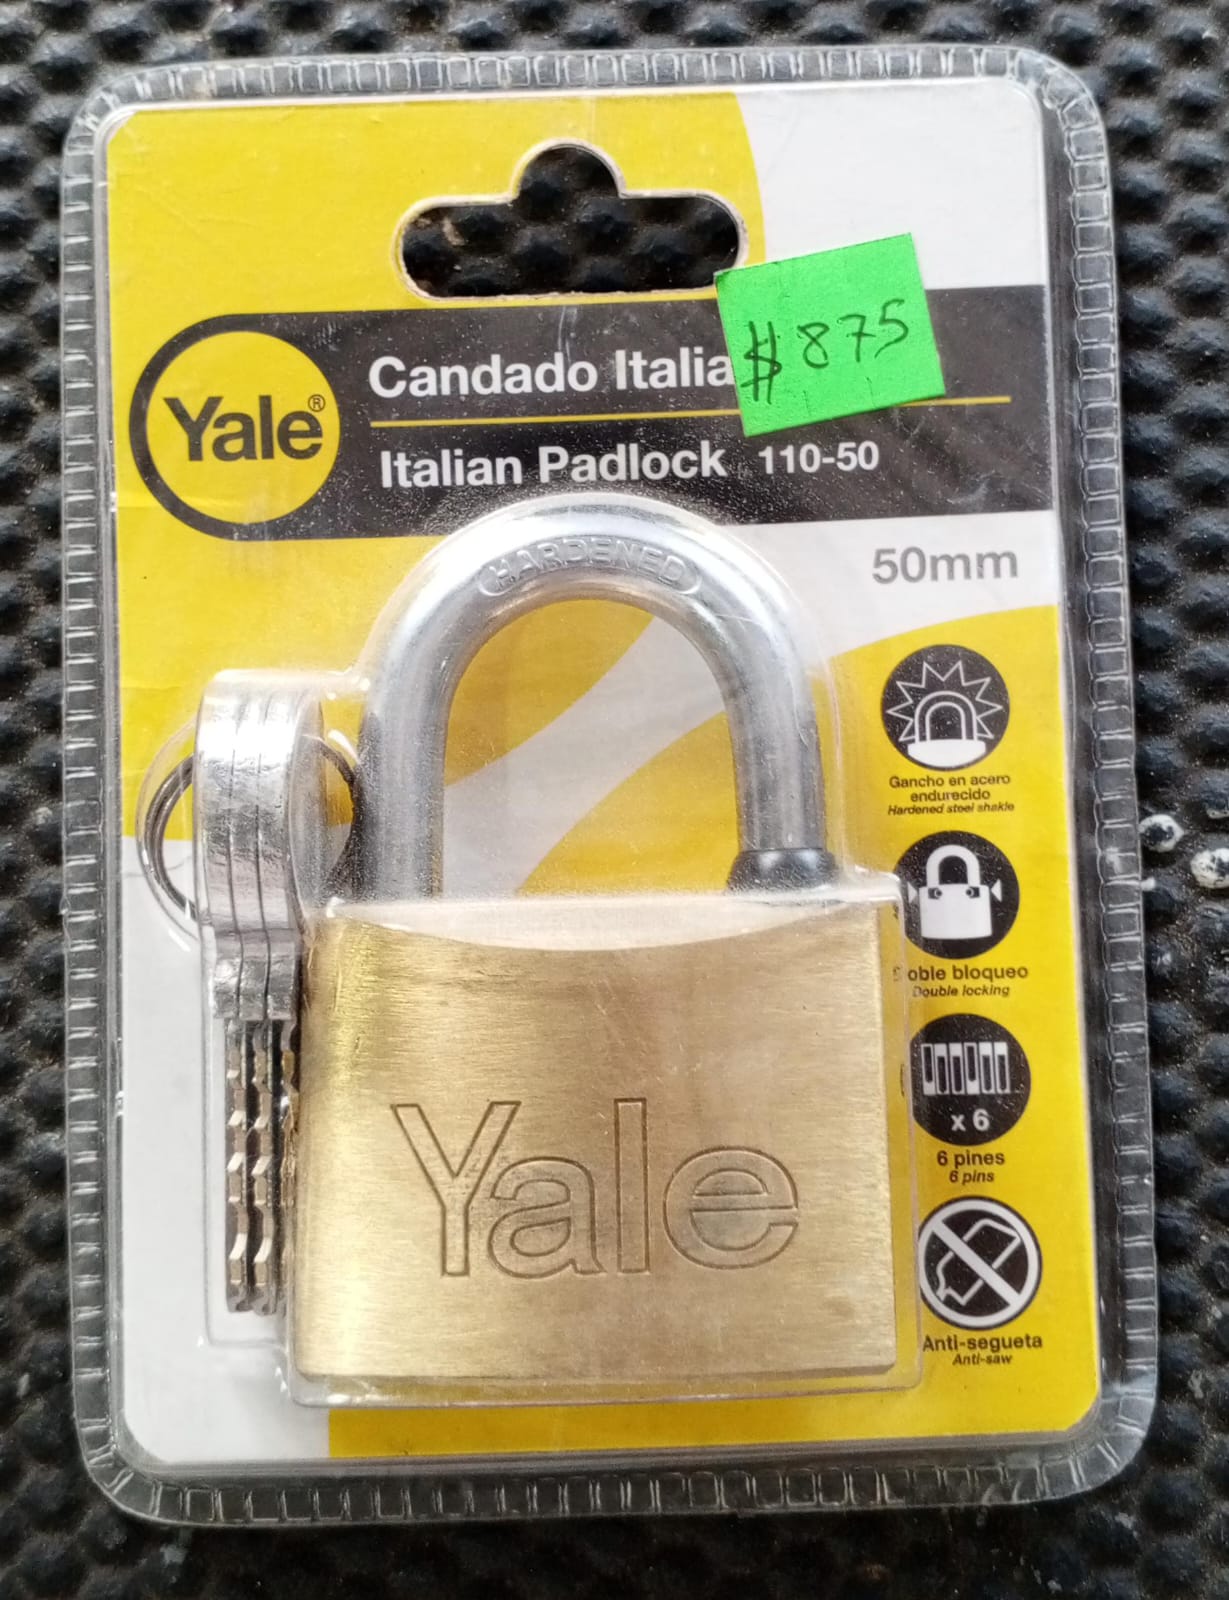 $ 875
Yale®
Candado Italia
Italian Padlock 110-50
50mm
HARDENED
Gancho en acero
endurecido
Hardened steel shakle
oble bloqueo
Double locking
x 6
6 pines
6 pins
Anti-segueta
Anti-saw
Yale